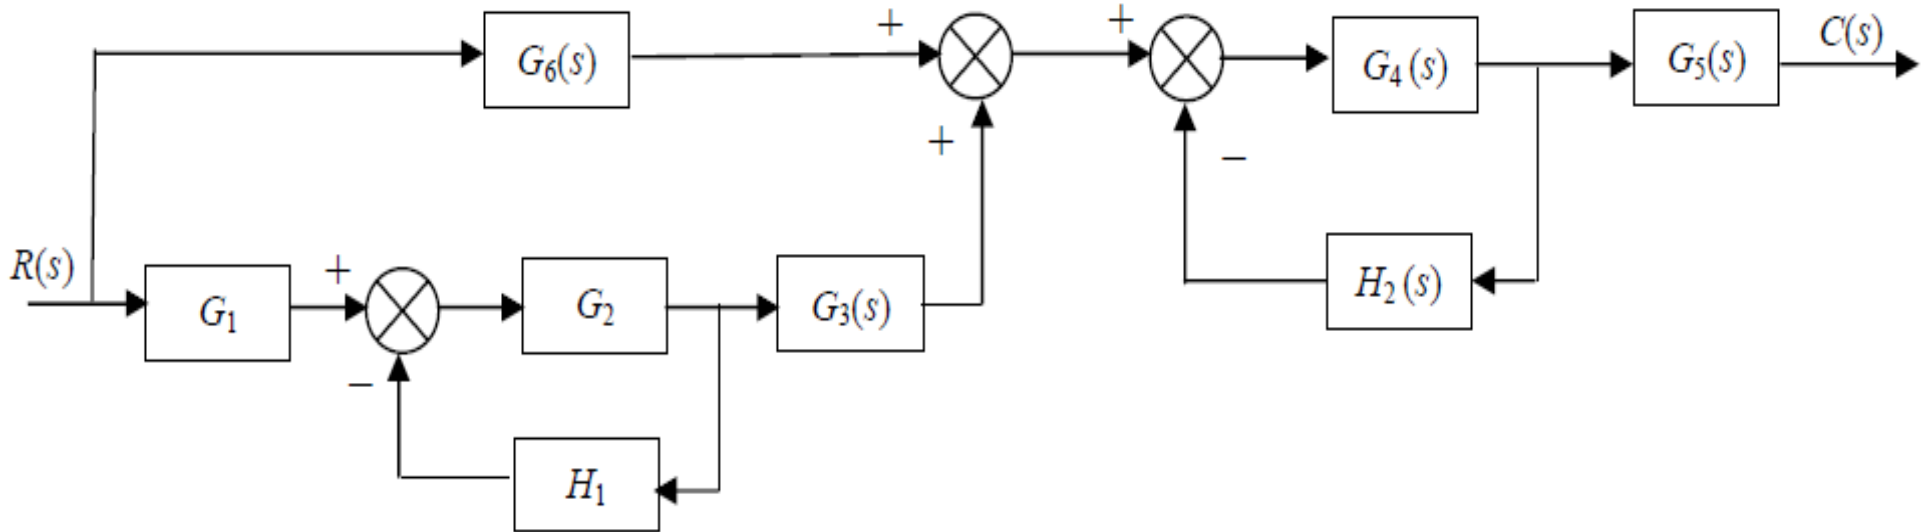 G₆(s) + + G₄ (s) G₅(s) C(s)
+ −
R(s) G₁ + G₂ G₃(s) H₂ (s)
−
H₁